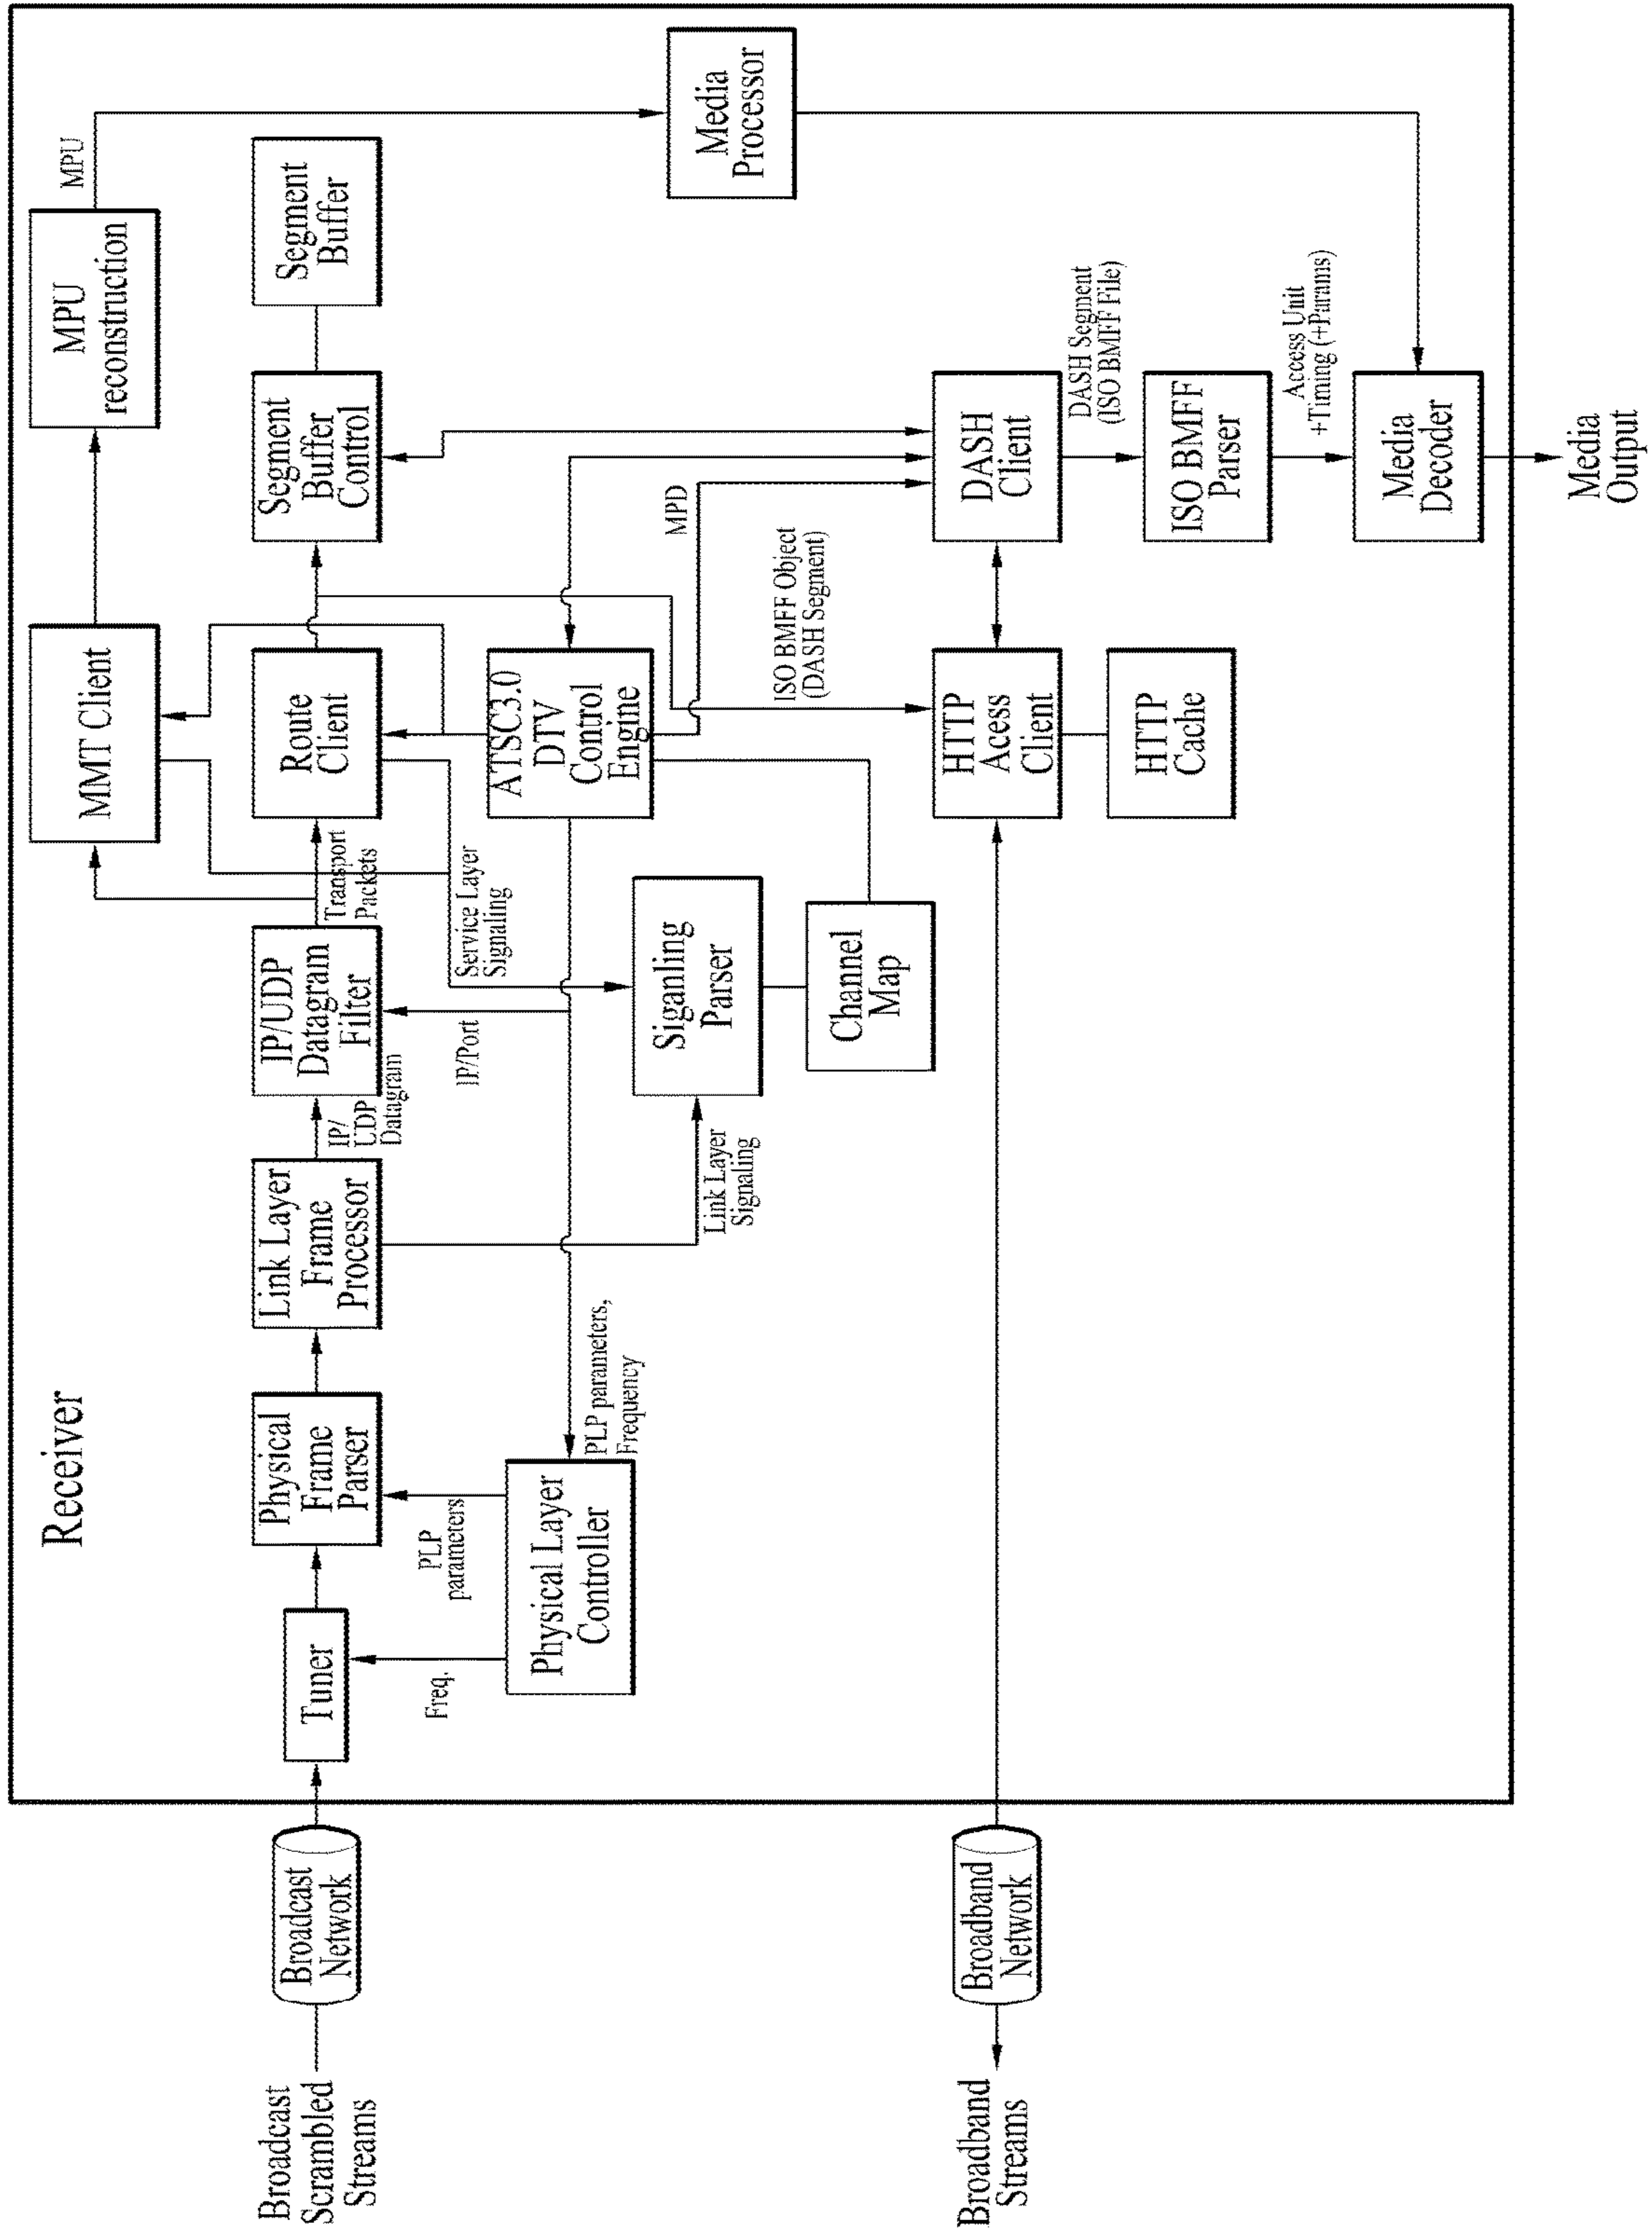 Receiver
Broadcast
Scrambled
Streams
Broadcast
Network
Tuner
Physical
Frame
Parser
Link Layer
Frame
Processor
IP/
UDP
Datagram
IP/UDP
Datagram
Filter
Transport
Packets
MMT Client
Route
Client
MPU
reconstruction
MPU
Segment
Buffer
Control
Segment
Buffer
Freq.
PLP
parameters
Physical Layer
Controller
PLP parameters,
Frequency
IP/Port
Service Layer
Signaling
ATSC3.0
DTV
Control
Engine
MPD
Link Layer
Signaling
Siganling
Parser
Channel
Map
Media
Processor
ISO BMFF Object
(DASH Segment)
Broadband
Streams
Broadband
Network
HTTP
Acess
Client
HTTP
Cache
DASH
Client
DASH Segment
(ISO BMFF File)
ISO BMFF
Parser
Access Unit
+Timing (+Params)
Media
Decoder
Media
Output